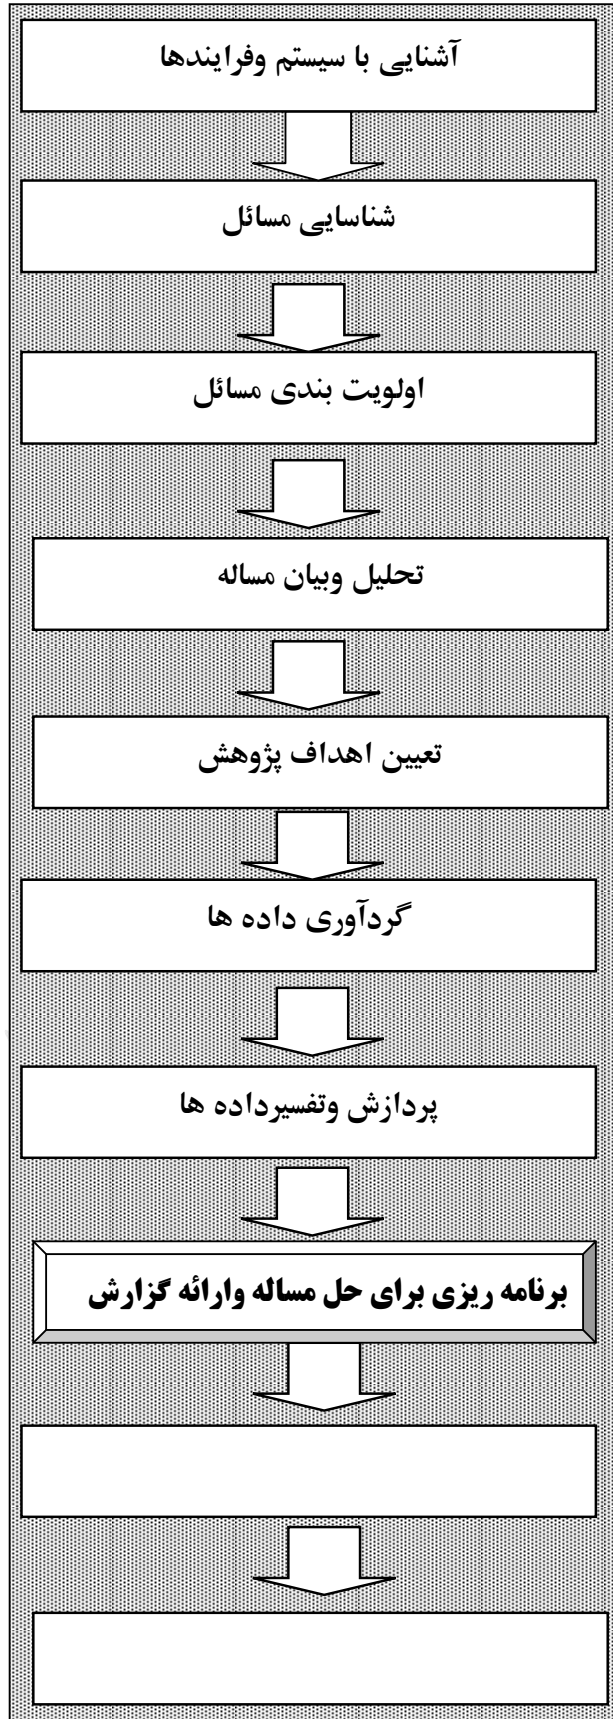 آشنایی با سیستم وفرایندها
شناسایی مسائل
اولویت بندی مسائل
تحلیل وبیان مساله
تعیین اهداف پژوهش
گردآوری داده ها
پردازش وتفسیرداده ها
برنامه ریزی برای حل مساله وارائه گزارش